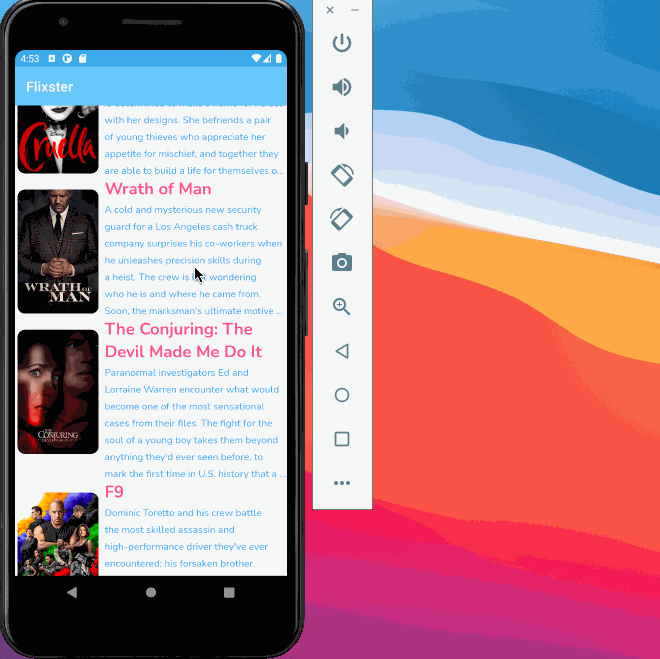 4:53
Flixster
with her designs. She befriends a pair
of young thieves who appreciate her
appetite for mischief, and together they
are able to build a life for themselves o...
Disney
Cruella
Wrath of Man
A cold and mysterious new security
guard for a Los Angeles cash truck
company surprises his co-workers when
he unleashes precision skills during
a heist. The crew is left wondering
who he is and where he came from.
Soon, the marksman's ultimate motive ...
WRATH OF
MAN
The Conjuring: The
Devil Made Me Do It
Paranormal investigators Ed and
Lorraine Warren encounter what would
become one of the most sensational
cases from their files. The fight for the
soul of a young boy takes them beyond
anything they'd ever seen before, to
mark the first time in U.S. history that a ...
THE
CONJURING
F9
Dominic Toretto and his crew battle
the most skilled assassin and
high-performance driver they've ever
encountered: his forsaken brother.